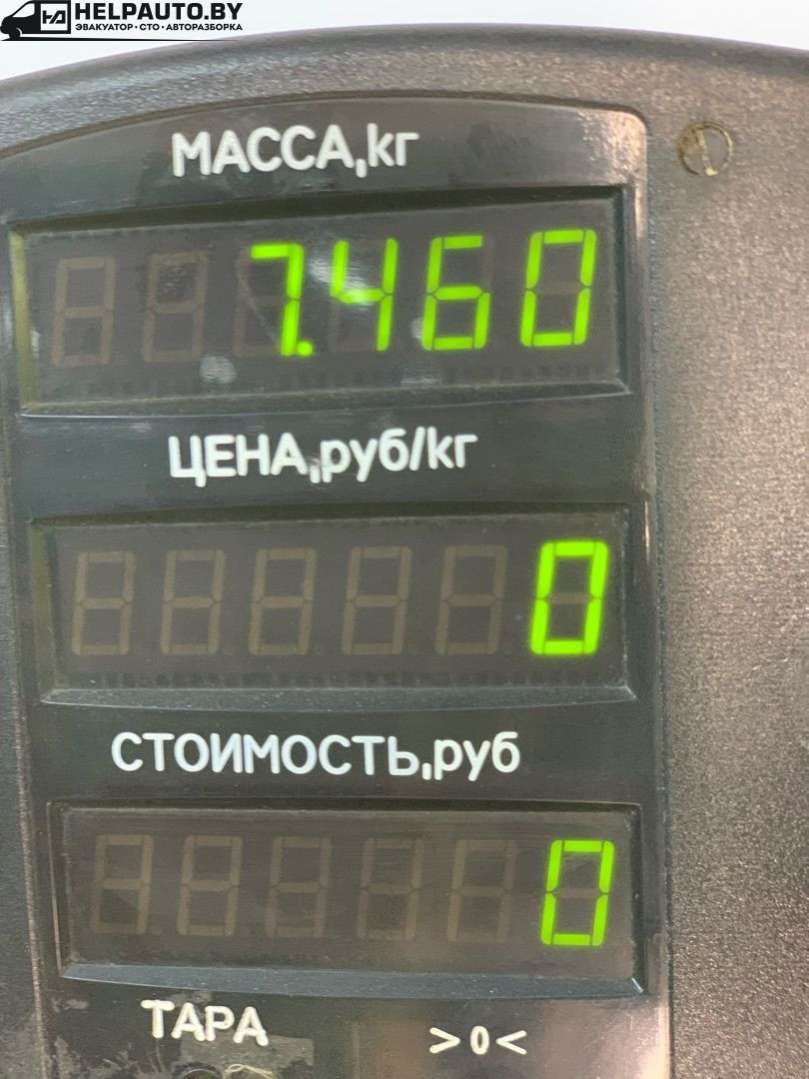 HELPAUTO.BY
ЭВАКУАТОР • СТО • АВТОРАЗБОРКА
МАССА,кг
7.460
ЦЕНА,руб/кг
0
СТОИМОСТЬ,руб
0
ТАРА >0<